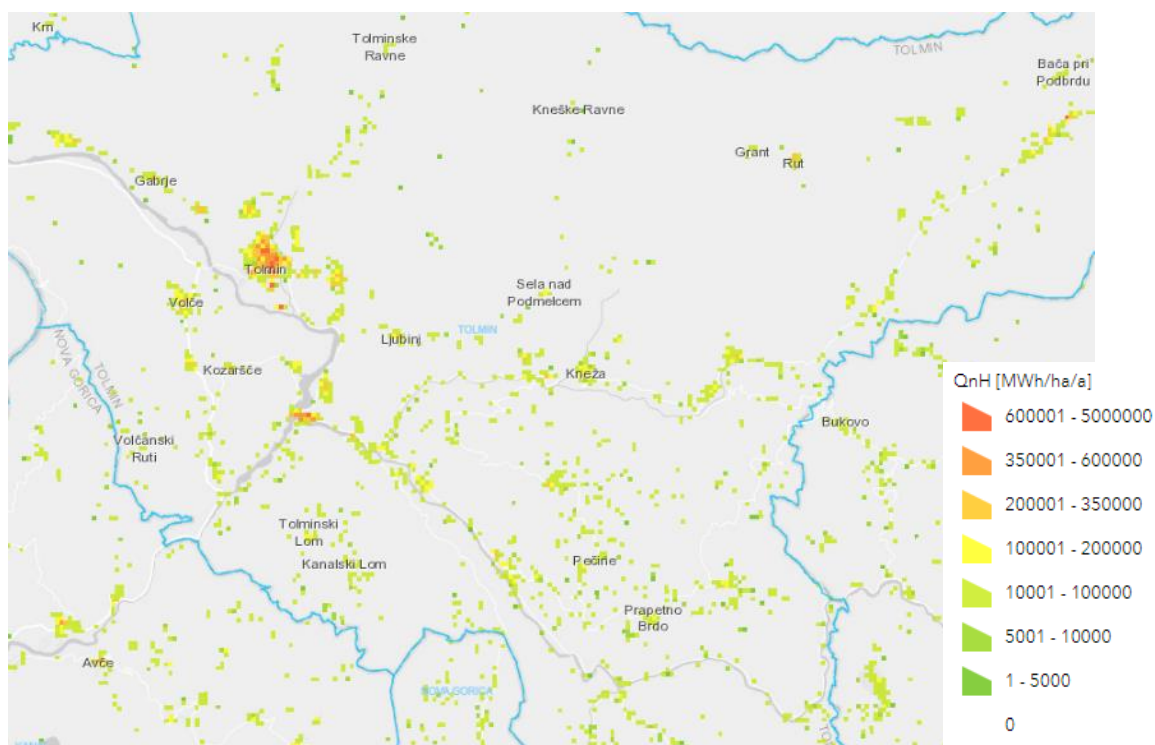 Krn
Tolminske
Ravne
TOLMIN
Bača pri
Podbrdu
Kneške Ravne
Grant
Rut
Gabrje
Tolmin
Volče
Sela nad
Podmelcem
Ljubinj
TOLMIN
Kozaršče
Kneža
TOLMIN
NOVA GORICA
Volčanski
Ruti
Bukovo
Tolminski
Lom
Kanalski Lom
Pečine
Prapetno
Brdo
Avče
NOVA GORICA
QnH [MWh/ha/a]
600001 - 5000000
350001 - 600000
200001 - 350000
100001 - 200000
10001 - 100000
5001 - 10000
1 - 5000
0